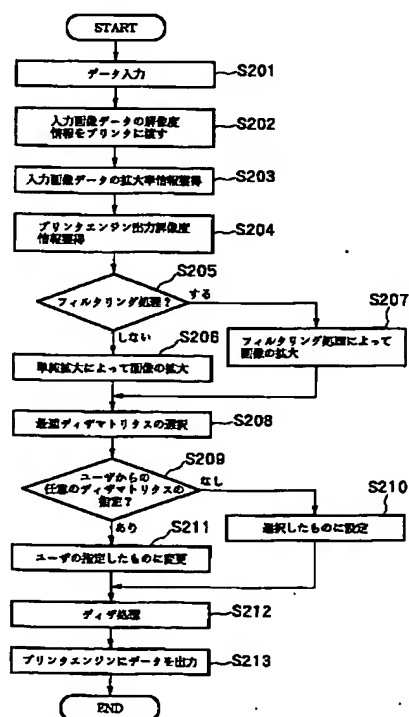 START
データ入力
S201
入力画像データの解像度
情報をプリンタに渡す
S202
入力画像データの拡大率情報獲得
S203
プリンタエンジン出力解像度
情報獲得
S204
フィルタリング処理?
S205
する
しない
S206
単純拡大によって画像の拡大
S207
フィルタリング処理によって
画像の拡大
最適ディザマトリクスの選択
S208
ユーザからの
任意のディザマトリクスの
指定?
S209
なし
あり
S210
選択したものに設定
S211
ユーザの指定したものに変更
ディザ処理
S212
プリンタエンジンにデータを出力
S213
END